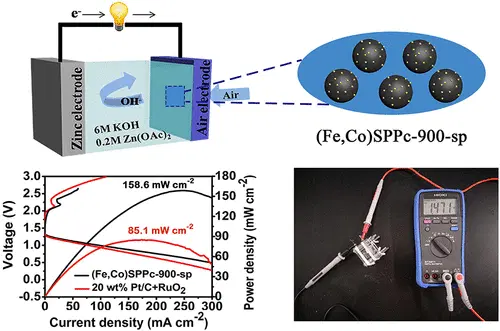 e-
Zinc electrode
OH-
6M KOH
0.2M Zn(OAc)2
Air electrode
Air
(Fe,Co)SPPc-900-sp
Voltage (V)
3.0
2.5
2.0
1.5
1.0
0.5
0.0
-0.5
158.6 mW cm-2
85.1 mW cm-2
(Fe,Co)SPPc-900-sp
20 wt% Pt/C+RuO2
180
150
120
90
60
30
0
Power density (mW cm-2)
0 50 100 150 200 250 300
Current density (mA cm-2)
1.471